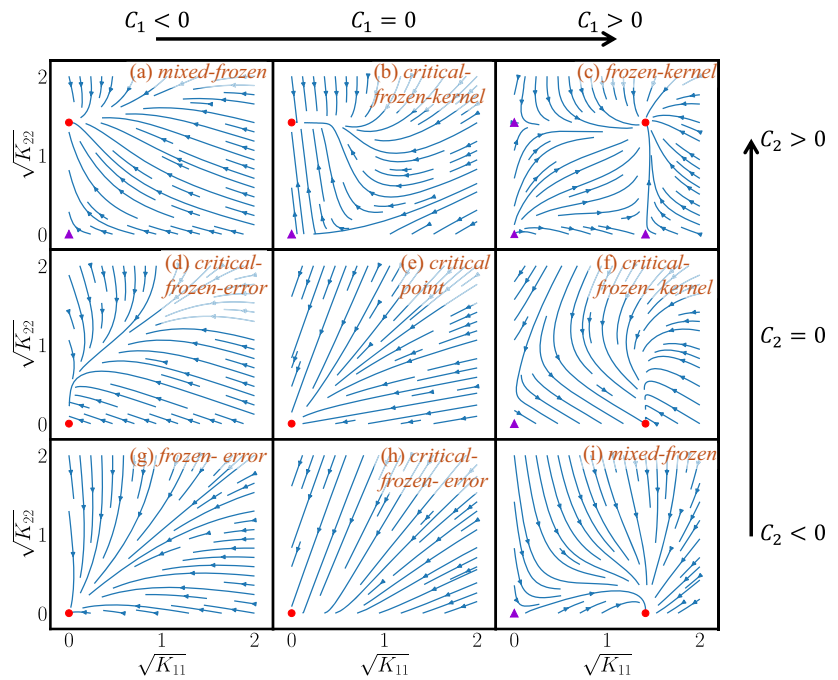 C₁ < 0 C₁ = 0 C₁ > 0
(a) mixed-frozen
(b) critical-
frozen-kernel
(c) frozen-kernel
2
1
0
√K₂₂
C₂ > 0
(d) critical-
frozen-error
(e) critical
point
(f) critical-
frozen- kernel
2
1
0
√K₂₂
C₂ = 0
(g) frozen- error
(h) critical-
frozen- error
(i) mixed-frozen
2
1
0
√K₂₂
C₂ < 0
0 1 2 0 1 2 0 1 2
√K₁₁ √K₁₁ √K₁₁